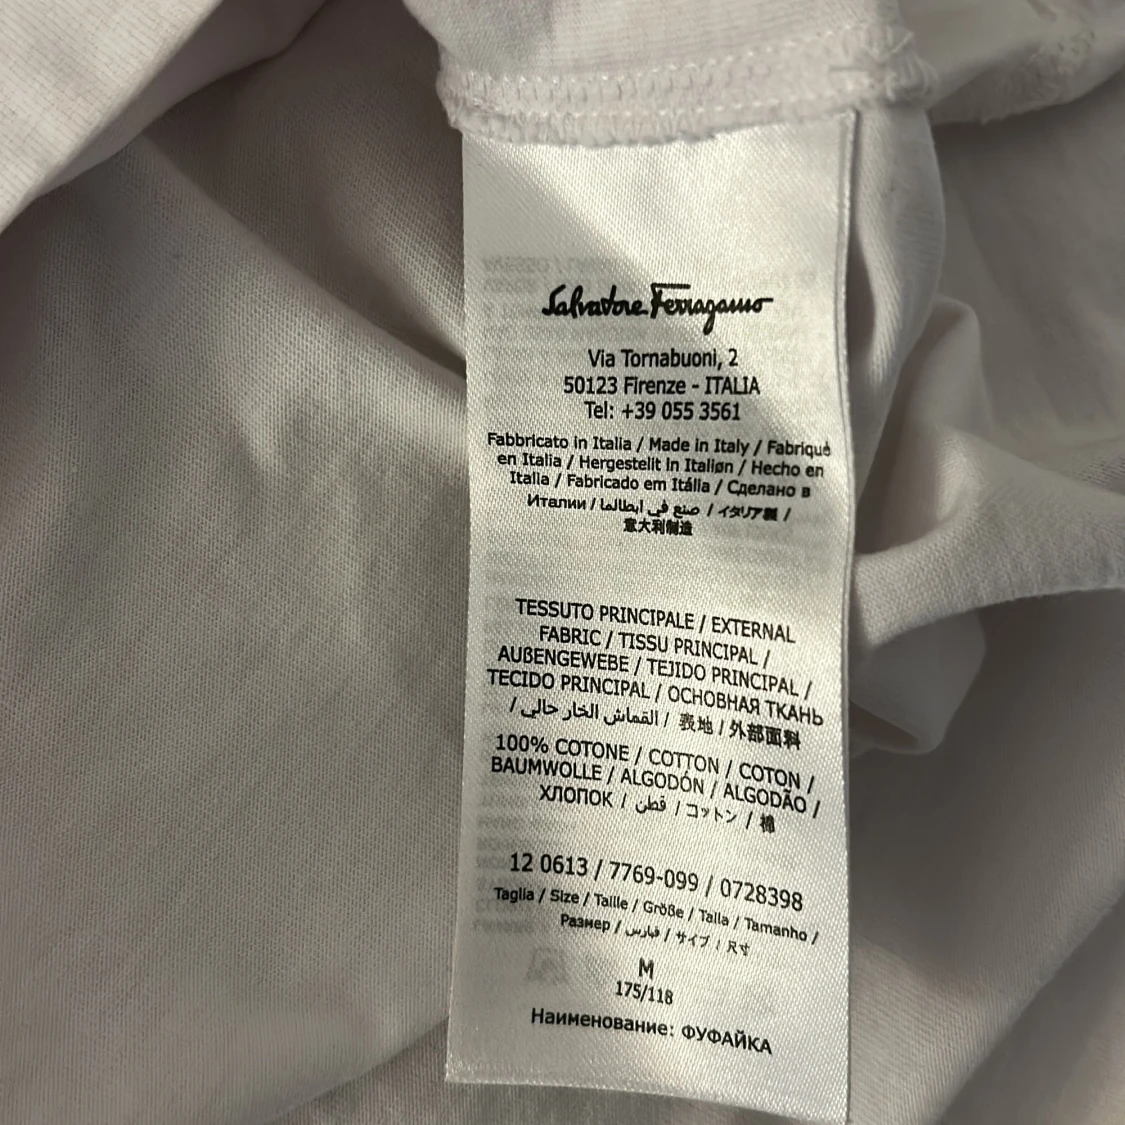 Salvatore Ferragamo
Via Tornabuoni, 2
50123 Firenze - ITALIA
Tel: +39 055 3561
Fabbricato in Italia / Made in Italy / Fabriqué
en Italia / Hergestellt in Italien / Hecho en
Italia / Fabricado em Itália / Сделано в
Италии / صنع في ايطاليا / イタリア製 /
意大利制造
TESSUTO PRINCIPALE / EXTERNAL
FABRIC / TISSU PRINCIPAL /
AUßENGEWEBE / TEJIDO PRINCIPAL /
TECIDO PRINCIPAL / ОСНОВНАЯ ТКАНЬ
/ القماش الخار حالي / 表地 / 外部面料
100% COTONE / COTTON / COTON /
BAUMWOLLE / ALGODÓN / ALGODÃO /
ХЛОПОК / قطن / コットン / 棉
12 0613 / 7769-099 / 0728398
Taglia / Size / Taille / Größe / Talla / Tamanho /
Размер / فيارس / サイズ / 尺寸
M
175/118
Наименование: ФУФАЙКА